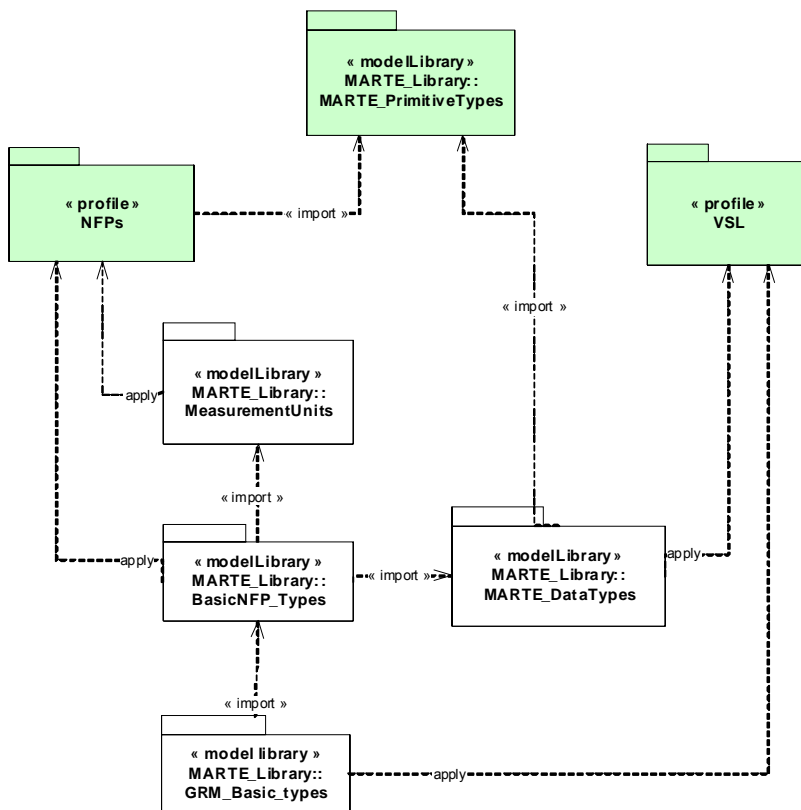 « modelLibrary»
MARTE_Library::
MARTE_PrimitiveTypes
« profile»
NFPs
« import »
« profile»
VSL
« import »
« modelLibrary »
MARTE_Library::
MeasurementUnits
apply
« import »
« modelLibrary»
MARTE_Library::
BasicNFP_Types
apply
« import »
« modelLibrary»
MARTE_Library::
MARTE_DataTypes
apply
« import »
« model library »
MARTE_Library::
GRM_Basic_types
apply